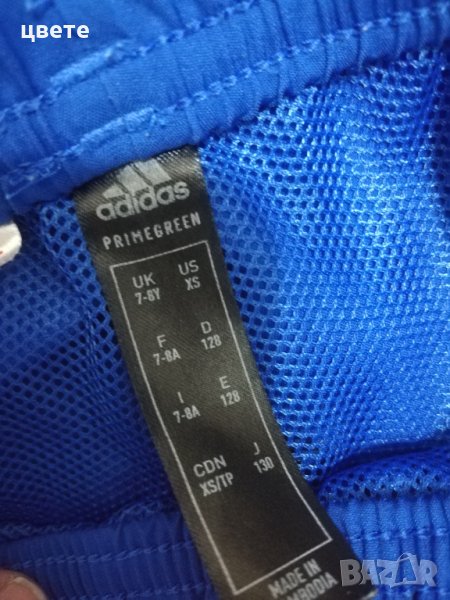 цвете
adidas
PRIMEGREEN
UK US
7-8Y XS
F D
7-8A 128
I E
7-8A 128
CDN J
XS/TP 130
MADE IN
CAMBODIA
BAZAR